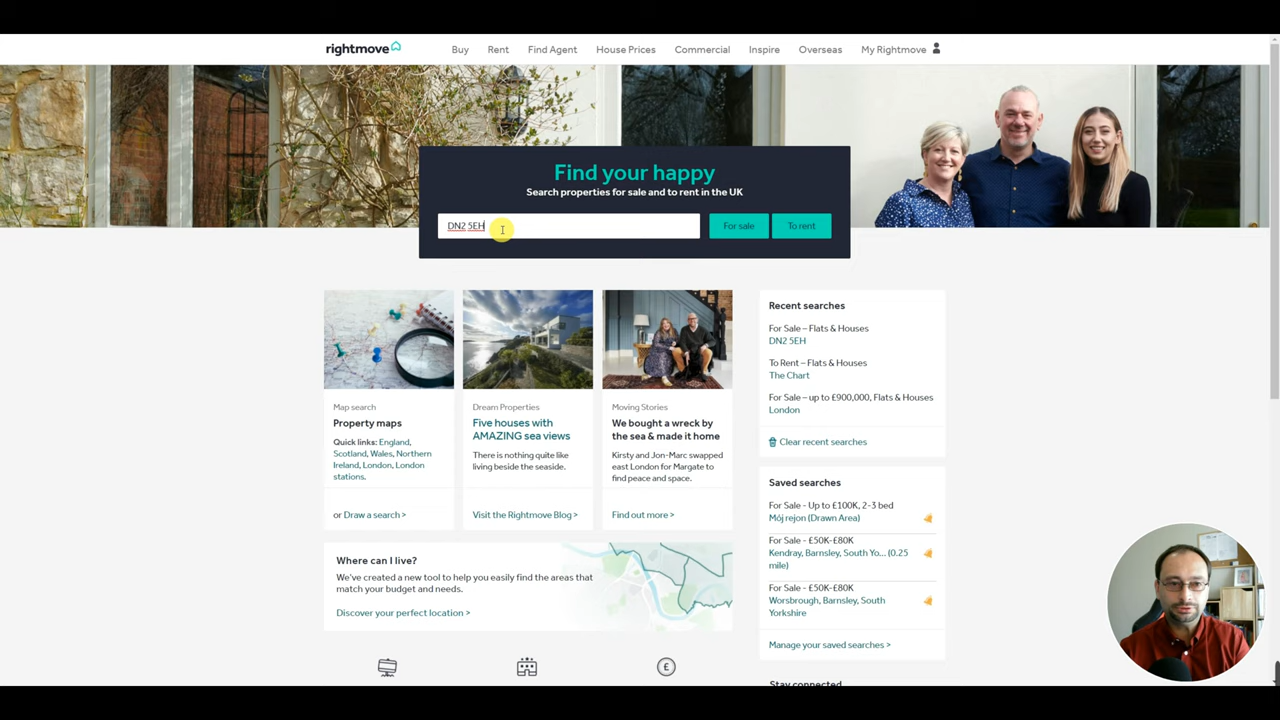 rightmove
Buy
Rent
Find Agent
House Prices
Commercial
Inspire
Overseas
My Rightmove
Find your happy
Search properties for sale and to rent in the UK
DN2 5EH
For sale
To rent
Map search
Property maps
Quick links: England,
Scotland, Wales, Northern
Ireland, London, London
stations.
or Draw a search >
Dream Properties
Five houses with
AMAZING sea views
There is nothing quite like
living beside the seaside.
Visit the Rightmove Blog >
Moving Stories
We bought a wreck by
the sea & made it home
Kirsty and Jon-Marc swapped
east London for Margate to
find peace and space.
Find out more >
Where can I live?
We've created a new tool to help you easily find the areas that
match your budget and needs.
Discover your perfect location >
£
Recent searches
For Sale – Flats & Houses
DN2 5EH
To Rent – Flats & Houses
The Chart
For Sale – up to £900,000, Flats & Houses
London
Clear recent searches
Saved searches
For Sale - Up to £100K, 2-3 bed
Mój rejon (Drawn Area)
For Sale - £50K-£80K
Kendray, Barnsley, South Yo... (0.25
mile)
For Sale - £50K-£80K
Worsbrough, Barnsley, South
Yorkshire
Manage your saved searches >
Stay connected